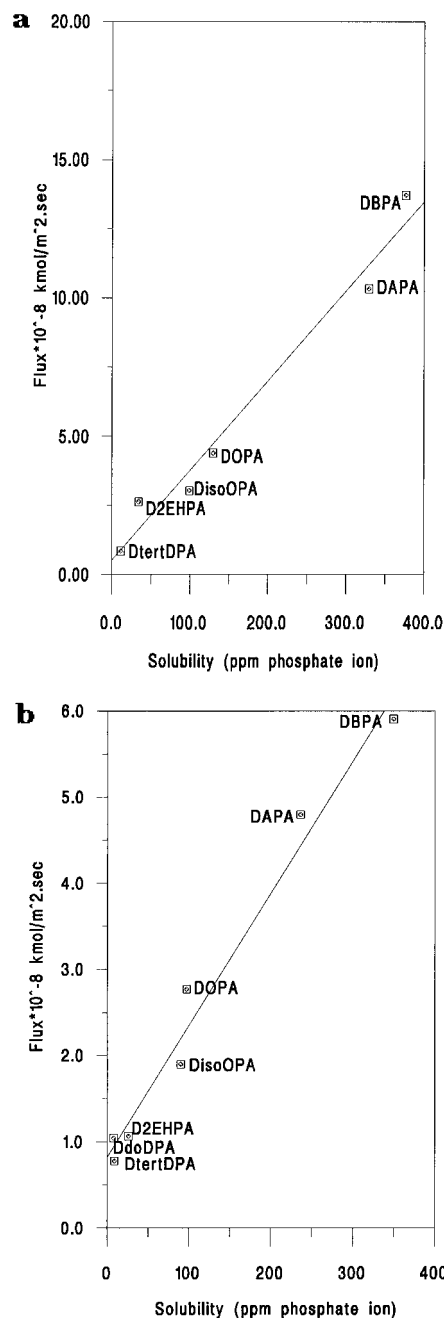 a
20.00
15.00
10.00
5.00
0.00
Flux*10^-8 kmol/m^2.sec
DBPA
DAPA
DOPA
DisoOPA
D2EHPA
DtertDPA
0.0 100.0 200.0 300.0 400.0
Solubility (ppm phosphate ion)
b
6.0
5.0
4.0
3.0
2.0
1.0
0.0
Flux*10^-8 kmol/m^2.sec
DBPA
DAPA
DOPA
DisoOPA
D2EHPA
DdoDPA
DtertDPA
0 100 200 300 400
Solubility (ppm phosphate ion)